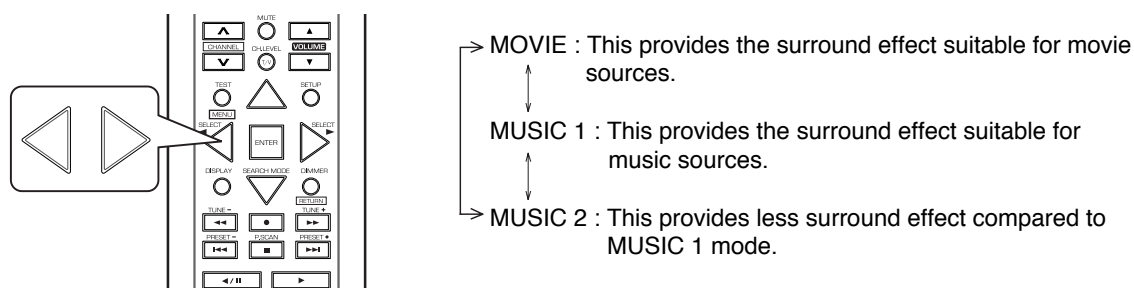 MUTE
CHANNEL CH.LEVEL VOLUME
T/V
TEST SETUP
MENU
SELECT SELECT
ENTER
DISPLAY SEARCH MODE DIMMER
RETURN
TUNE − TUNE +
PRESET − P.SCAN PRESET +
MOVIE : This provides the surround effect suitable for movie
sources.
MUSIC 1 : This provides the surround effect suitable for
music sources.
MUSIC 2 : This provides less surround effect compared to
MUSIC 1 mode.